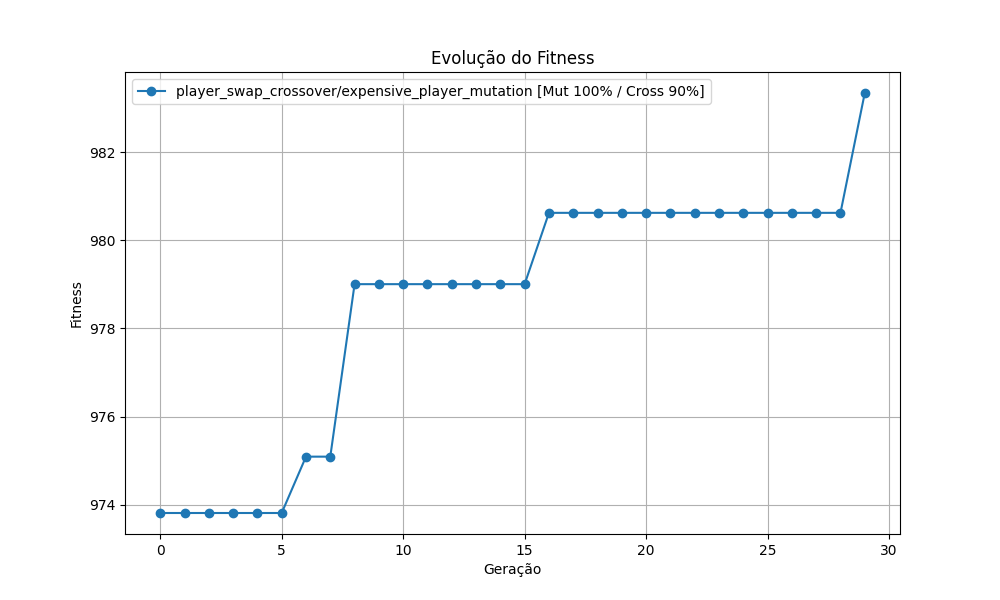 Evolução do Fitness
player_swap_crossover/expensive_player_mutation [Mut 100% / Cross 90%]
Fitness
982
980
978
976
974
0 5 10 15 20 25 30
Geração